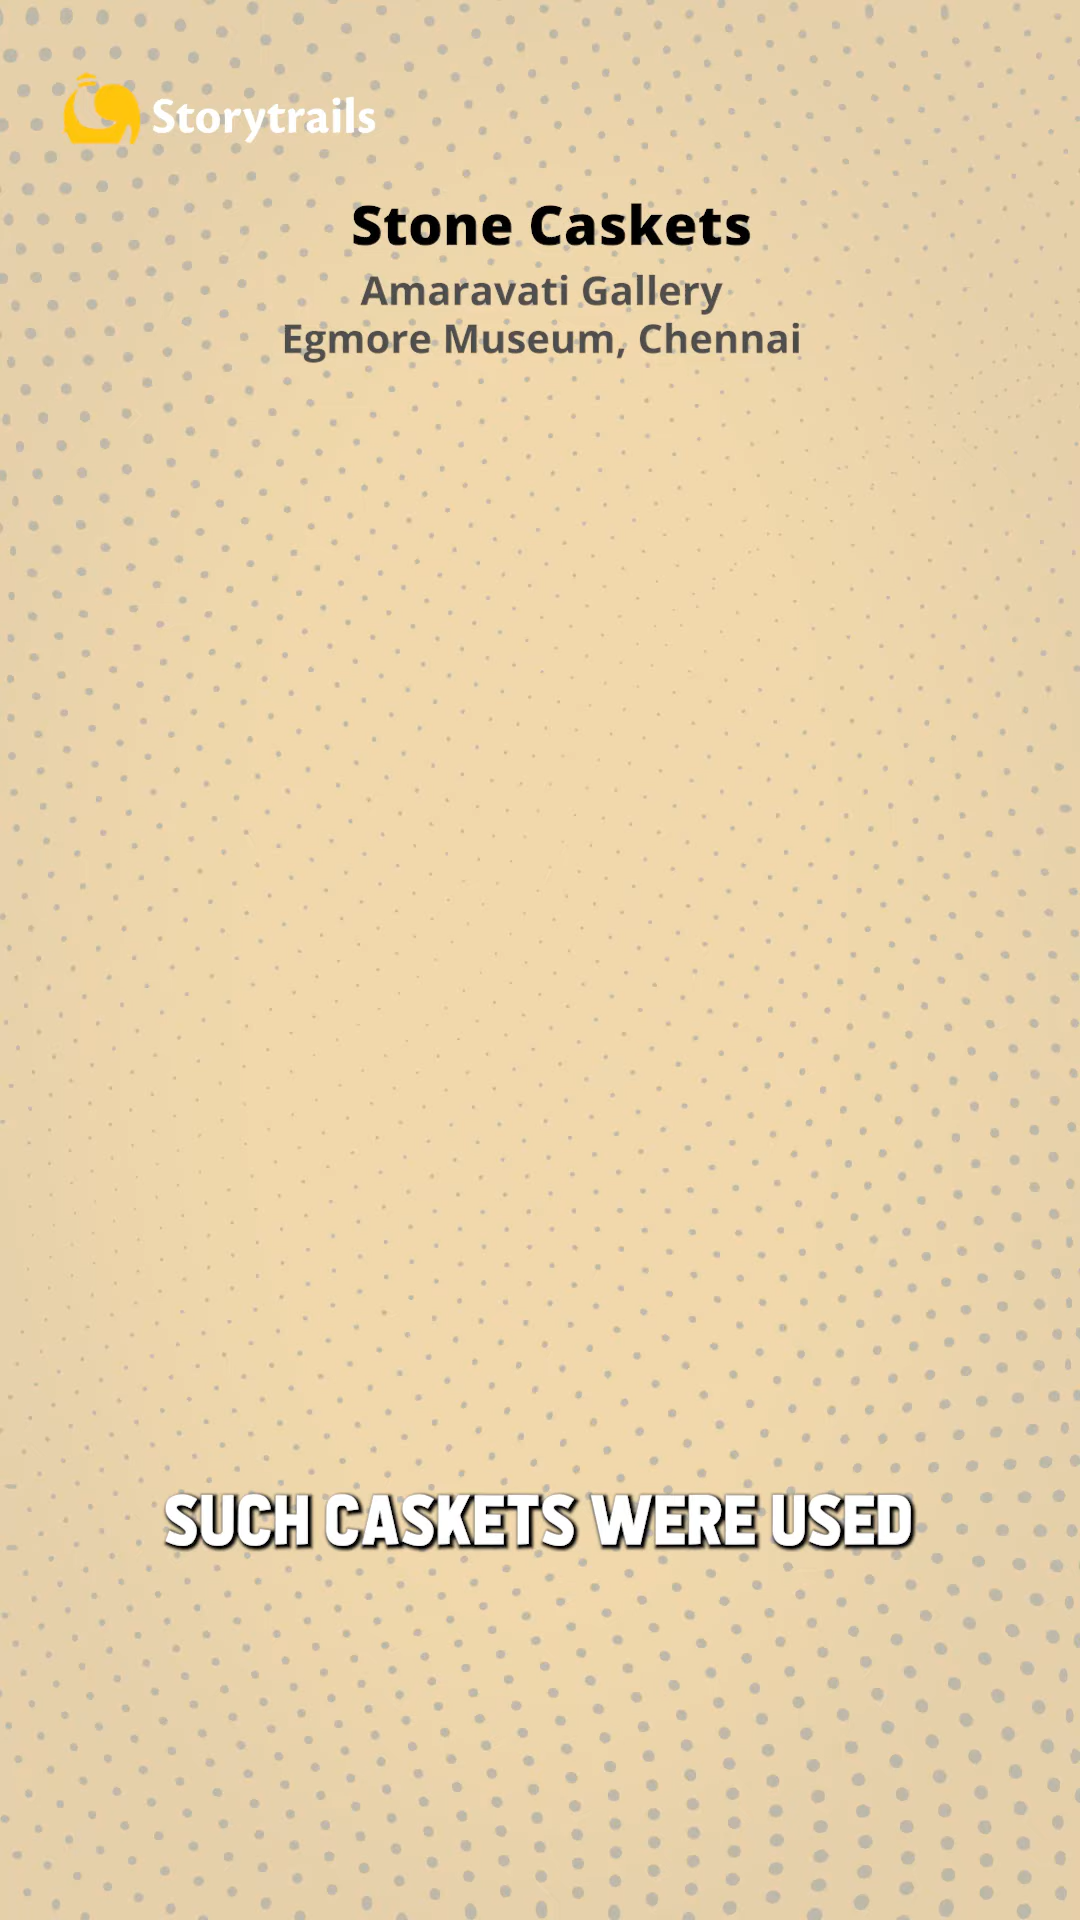 Storytrails
Stone Caskets
Amaravati Gallery
Egmore Museum, Chennai
SUCH CASKETS WERE USED